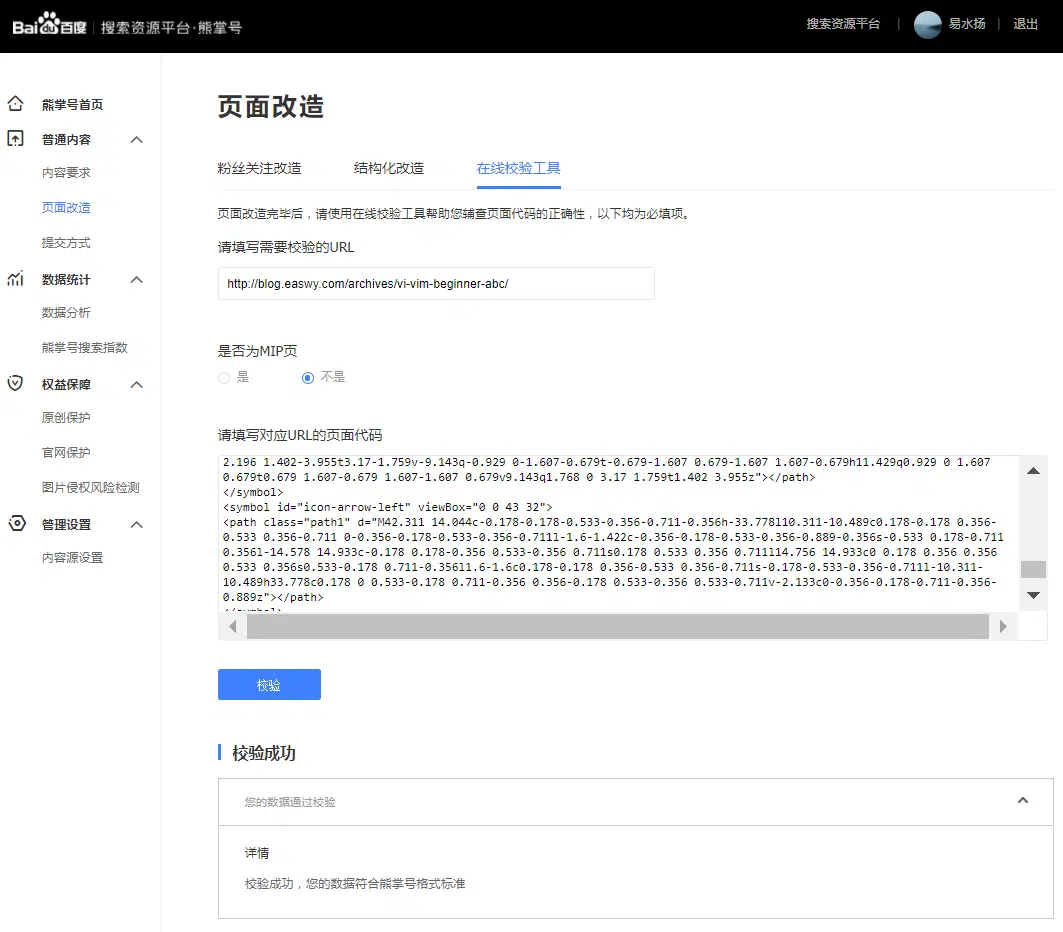 Bai du 百度 | 搜索资源平台·熊掌号
搜索资源平台 | 易水扬 | 退出
熊掌号首页
普通内容
内容要求
页面改造
提交方式
数据统计
数据分析
熊掌号搜索指数
权益保障
原创保护
官网保护
图片侵权风险检测
管理设置
内容源设置
页面改造
粉丝关注改造 结构化改造 在线校验工具
页面改造完毕后，请使用在线校验工具帮助您辅查页面代码的正确性，以下均为必填项。
请填写需要校验的URL
http://blog.easwy.com/archives/vi-vim-beginner-abc/
是否为MIP页
是 不是
请填写对应URL的页面代码
2.196 1.402-3.955t3.17-1.759v-9.143q-0.929 0-1.607-0.679t-0.679-1.607 0.679-1.607 1.607-0.679h11.429q0.929 0 1.607
0.679t0.679 1.607-0.679 1.607-1.607 0.679v9.143q1.768 0 3.17 1.759t1.402 3.955z"></path>
</symbol>
<symbol id="icon-arrow-left" viewBox="0 0 43 32">
<path class="path1" d="M42.311 14.044c-0.178-0.178-0.533-0.356-0.711-0.356h-33.778l10.311-10.489c0.178-0.178 0.356-
0.533 0.356-0.711 0-0.356-0.178-0.533-0.356-0.711l-1.6-1.422c-0.356-0.178-0.533-0.356-0.889-0.356s-0.533 0.178-0.711
0.356l-14.578 14.933c-0.178 0.178-0.356 0.533-0.356 0.711s0.178 0.533 0.356 0.711l14.756 14.933c0 0.178 0.356 0.356
0.533 0.356s0.533-0.178 0.711-0.356l1.6-1.6c0.178-0.178 0.356-0.533 0.356-0.711s-0.178-0.533-0.356-0.711l-10.311-
10.489h33.778c0.178 0 0.533-0.178 0.711-0.356 0.356-0.178 0.533-0.356 0.533-0.711v-2.133c0-0.356-0.178-0.711-0.356-
0.889z"></path>
</symbol>
校验
校验成功
您的数据通过校验
详情
校验成功，您的数据符合熊掌号格式标准